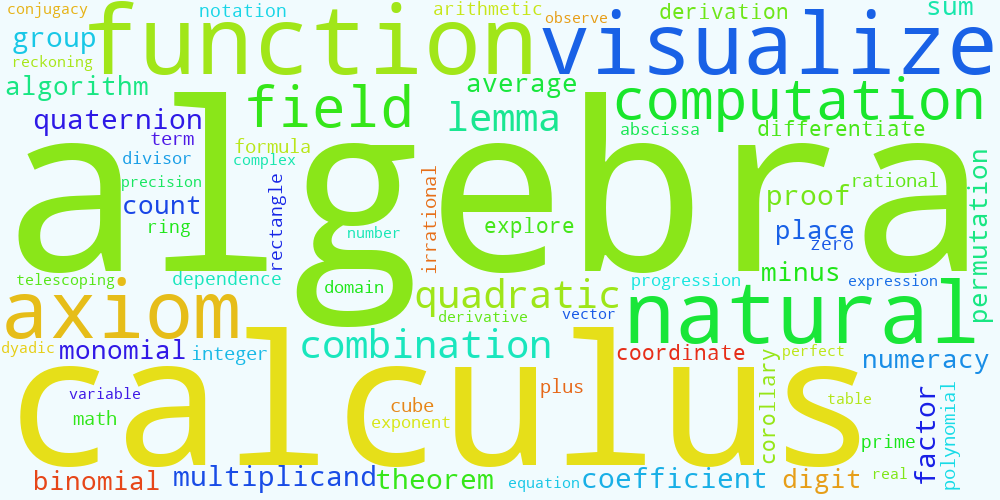 conjugacy
function
notation
arithmetic
observe
visualize
derivation
sum
group
reckoning
algorithm
field
average
lemma
computation
quaternion
term
divisor
precision
count
ring
formula
complex
rectangle
number
algebra
irrational
explore
abscissa
differentiate
proof
rational
place
zero
permutation
minus
expression
telescoping
dependence
domain
quadratic
derivative
vector
progression
natural
axiom
dyadic
monomial
integer
combination
coordinate
corollary
perfect
numeracy
calculus
variable
math
cube
exponent
plus
table
prime
factor
polynomial
binomial
multiplicand
theorem
equation
coefficient
digit
real